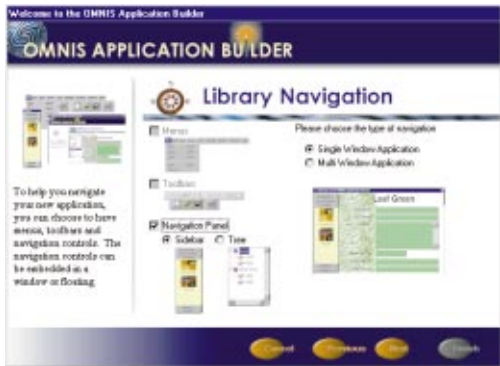 Welcome to the OMNIS Application Builder
OMNIS APPLICATION BUILDER
Library Navigation
Menus
Please choose the type of navigation
Single Window Application
Multi Window Application
Toolbars
Leaf Green
Navigation Panel
Sidebar
Tree
To help you navigate
your new application,
you can choose to have
menus, toolbars and
navigation controls. The
navigation controls can
be embedded in a
window or floating
Cancel
Previous
Next
Finish